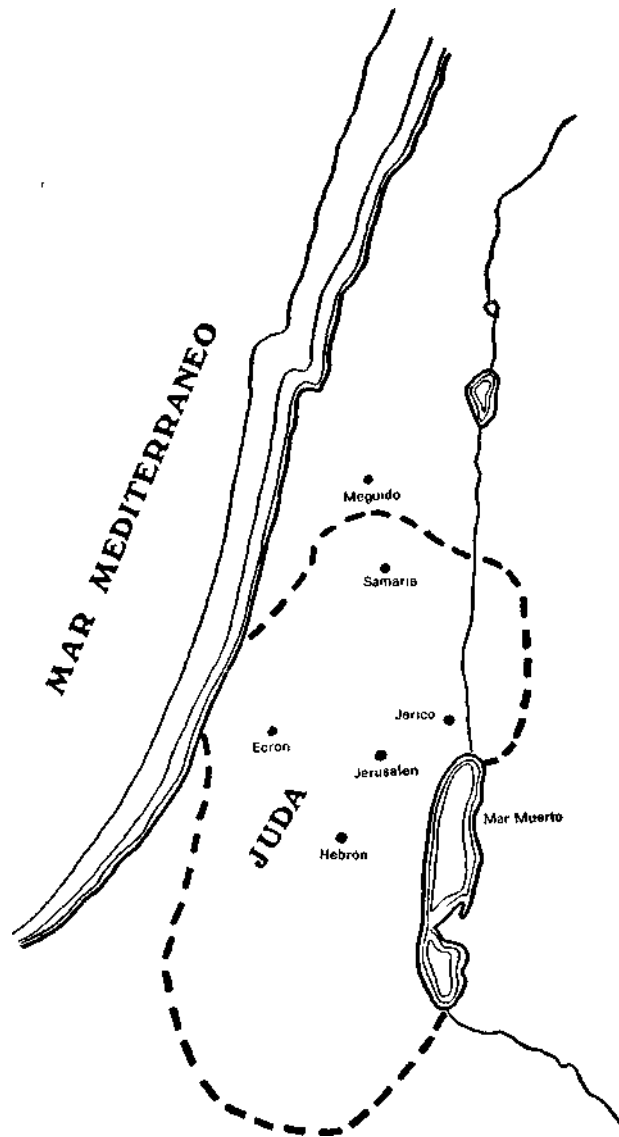 MAR MEDITERRANEO
Meguido
Samaria
Jerico
Ecron
Jerusalen
JUDA
Mar Muerto
Hebrón